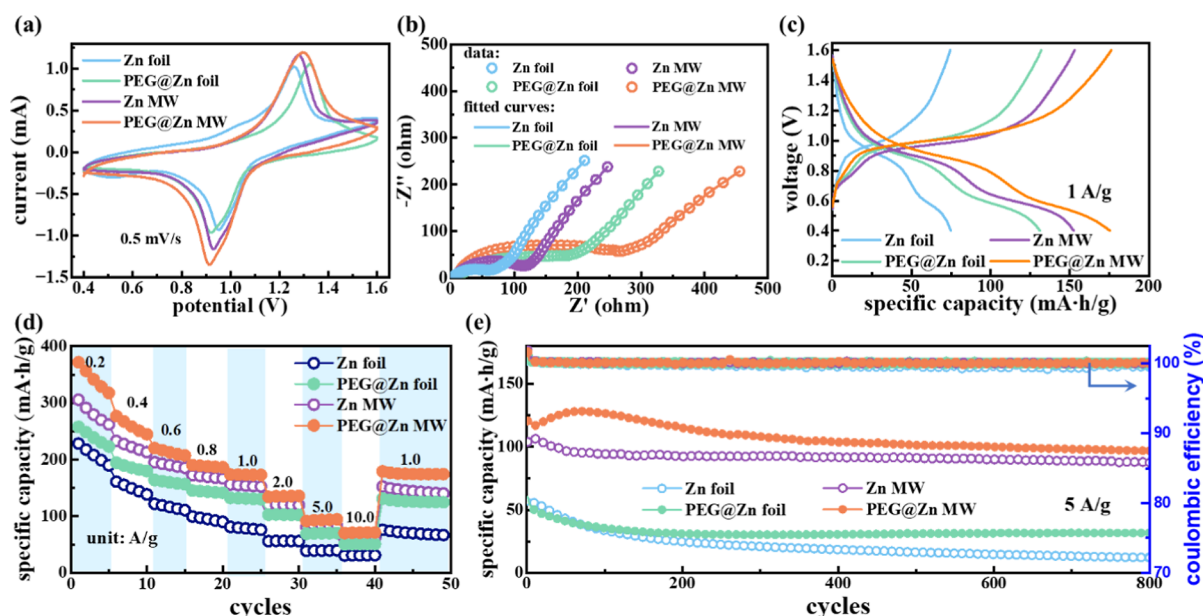 (a)
Zn foil
PEG@Zn foil
Zn MW
PEG@Zn MW
0.5 mV/s
current (mA)
1.0
0.5
0.0
−0.5
−1.0
−1.5
0.4 0.6 0.8 1.0 1.2 1.4 1.6
potential (V)
(b)
data:
Zn foil Zn MW
PEG@Zn foil PEG@Zn MW
fitted curves:
Zn foil Zn MW
PEG@Zn foil PEG@Zn MW
-Z'' (ohm)
500
400
300
200
100
0
0 100 200 300 400 500
Z' (ohm)
(c)
voltage (V)
1.6
1.4
1.2
1.0
0.8
0.6
0.4
0.2
1 A/g
Zn foil Zn MW
PEG@Zn foil PEG@Zn MW
0 50 100 150 200
specific capacity (mA·h/g)
(d)
specific capacity (mA·h/g)
400
300
200
100
0
0.2
0.4
0.6
0.8
1.0
2.0
5.0
10.0
1.0
Zn foil
PEG@Zn foil
Zn MW
PEG@Zn MW
unit: A/g
0 10 20 30 40 50
cycles
(e)
specific capacity (mA·h/g)
150
100
50
0
Zn foil Zn MW
PEG@Zn foil PEG@Zn MW
5 A/g
0 200 400 600 800
cycles
100
90
80
70
coulombic efficiency (%)